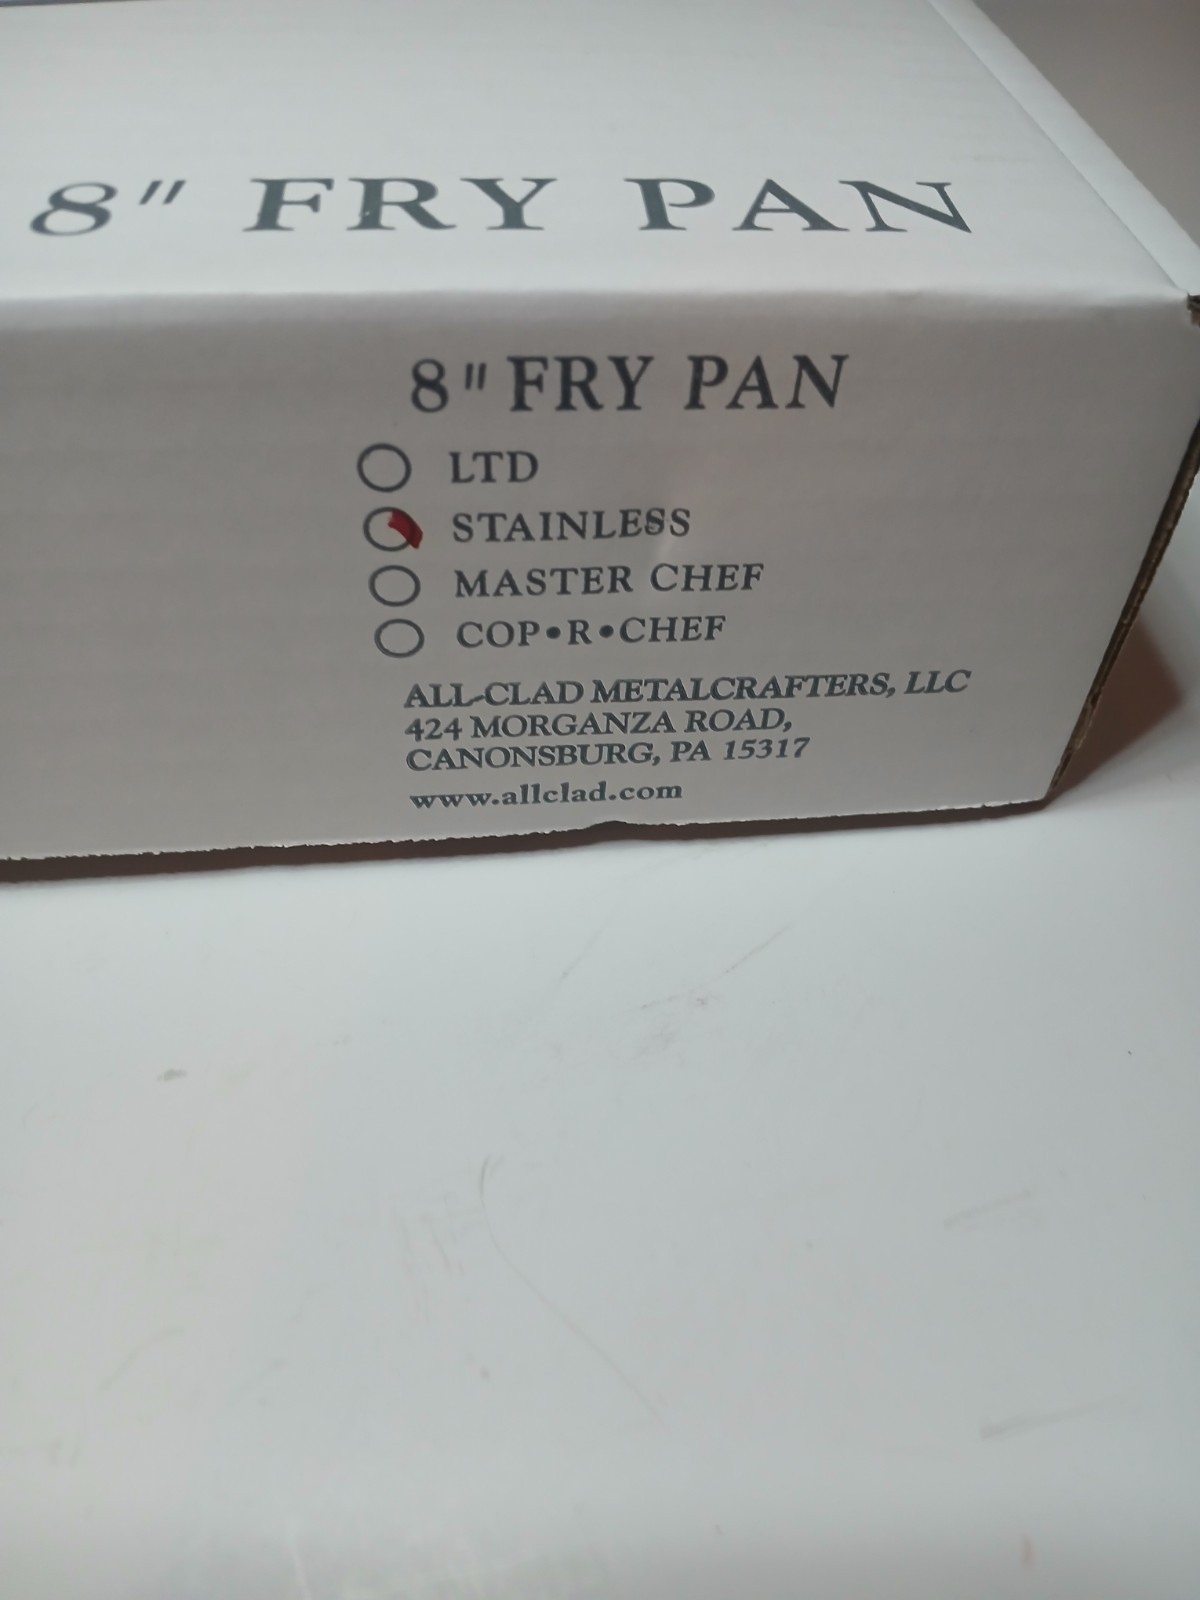 8" FRY PAN
8" FRY PAN
LTD
STAINLESS
MASTER CHEF
COP•R•CHEF
ALL-CLAD METALCRAFTERS, LLC
424 MORGANZA ROAD,
CANONSBURG, PA 15317
www.allclad.com